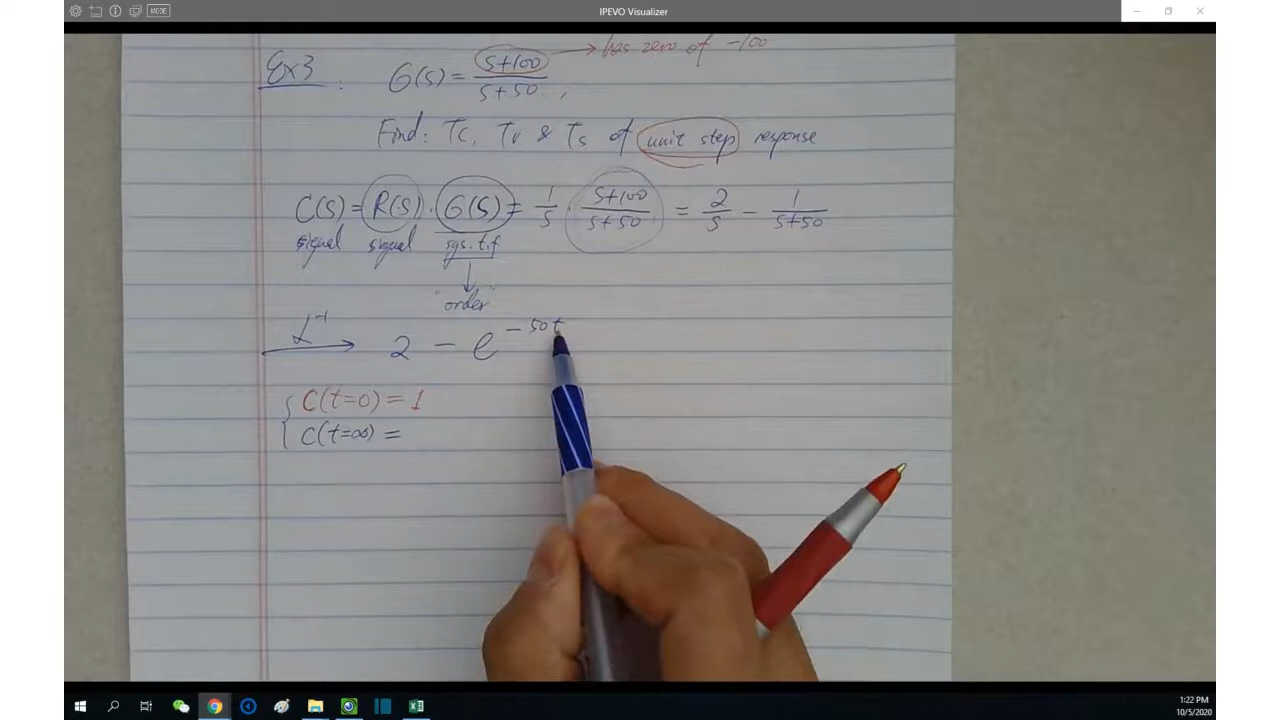 IPEVO Visualizer
MODE
→ has zero of -100
Ex3 : G(s) = (s+100)/(s+50) ,
Find: Tc, Tr & Ts of unit step response
C(s) = R(s) · G(s) = 1/s · (s+100)/(s+50) = 2/s - 1/(s+50)
signal signal sys. t.f
"order"
L⁻¹ → 2 - e^(-50t)
C(t=0) = 1
C(t=∞) =
1:22 PM
10/5/2020